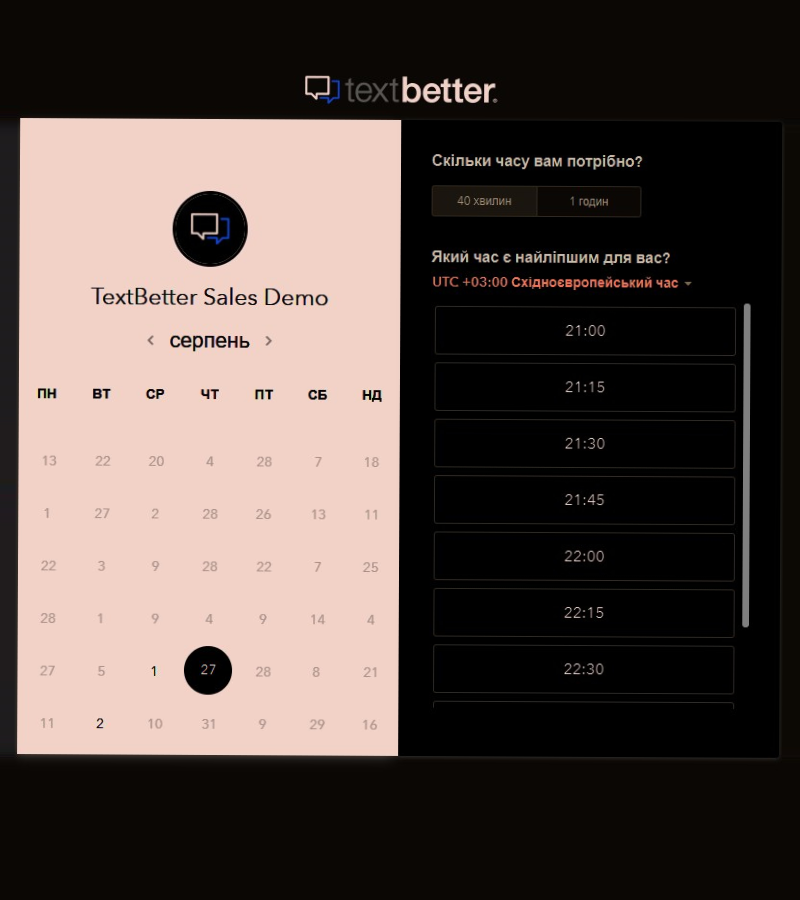 textbetter.
TextBetter Sales Demo
серпень
ПН ВТ СР ЧТ ПТ СБ НД
13 22 20 4 28 7 18
1 27 2 28 26 13 11
22 3 9 28 22 7 25
28 1 9 4 9 14 4
27 5 1 27 28 8 21
11 2 10 31 9 29 16
Скільки часу вам потрібно?
40 хвилин 1 годин
Який час є найліпшим для вас?
UTC +03:00 Східноєвропейський час
21:00
21:15
21:30
21:45
22:00
22:15
22:30